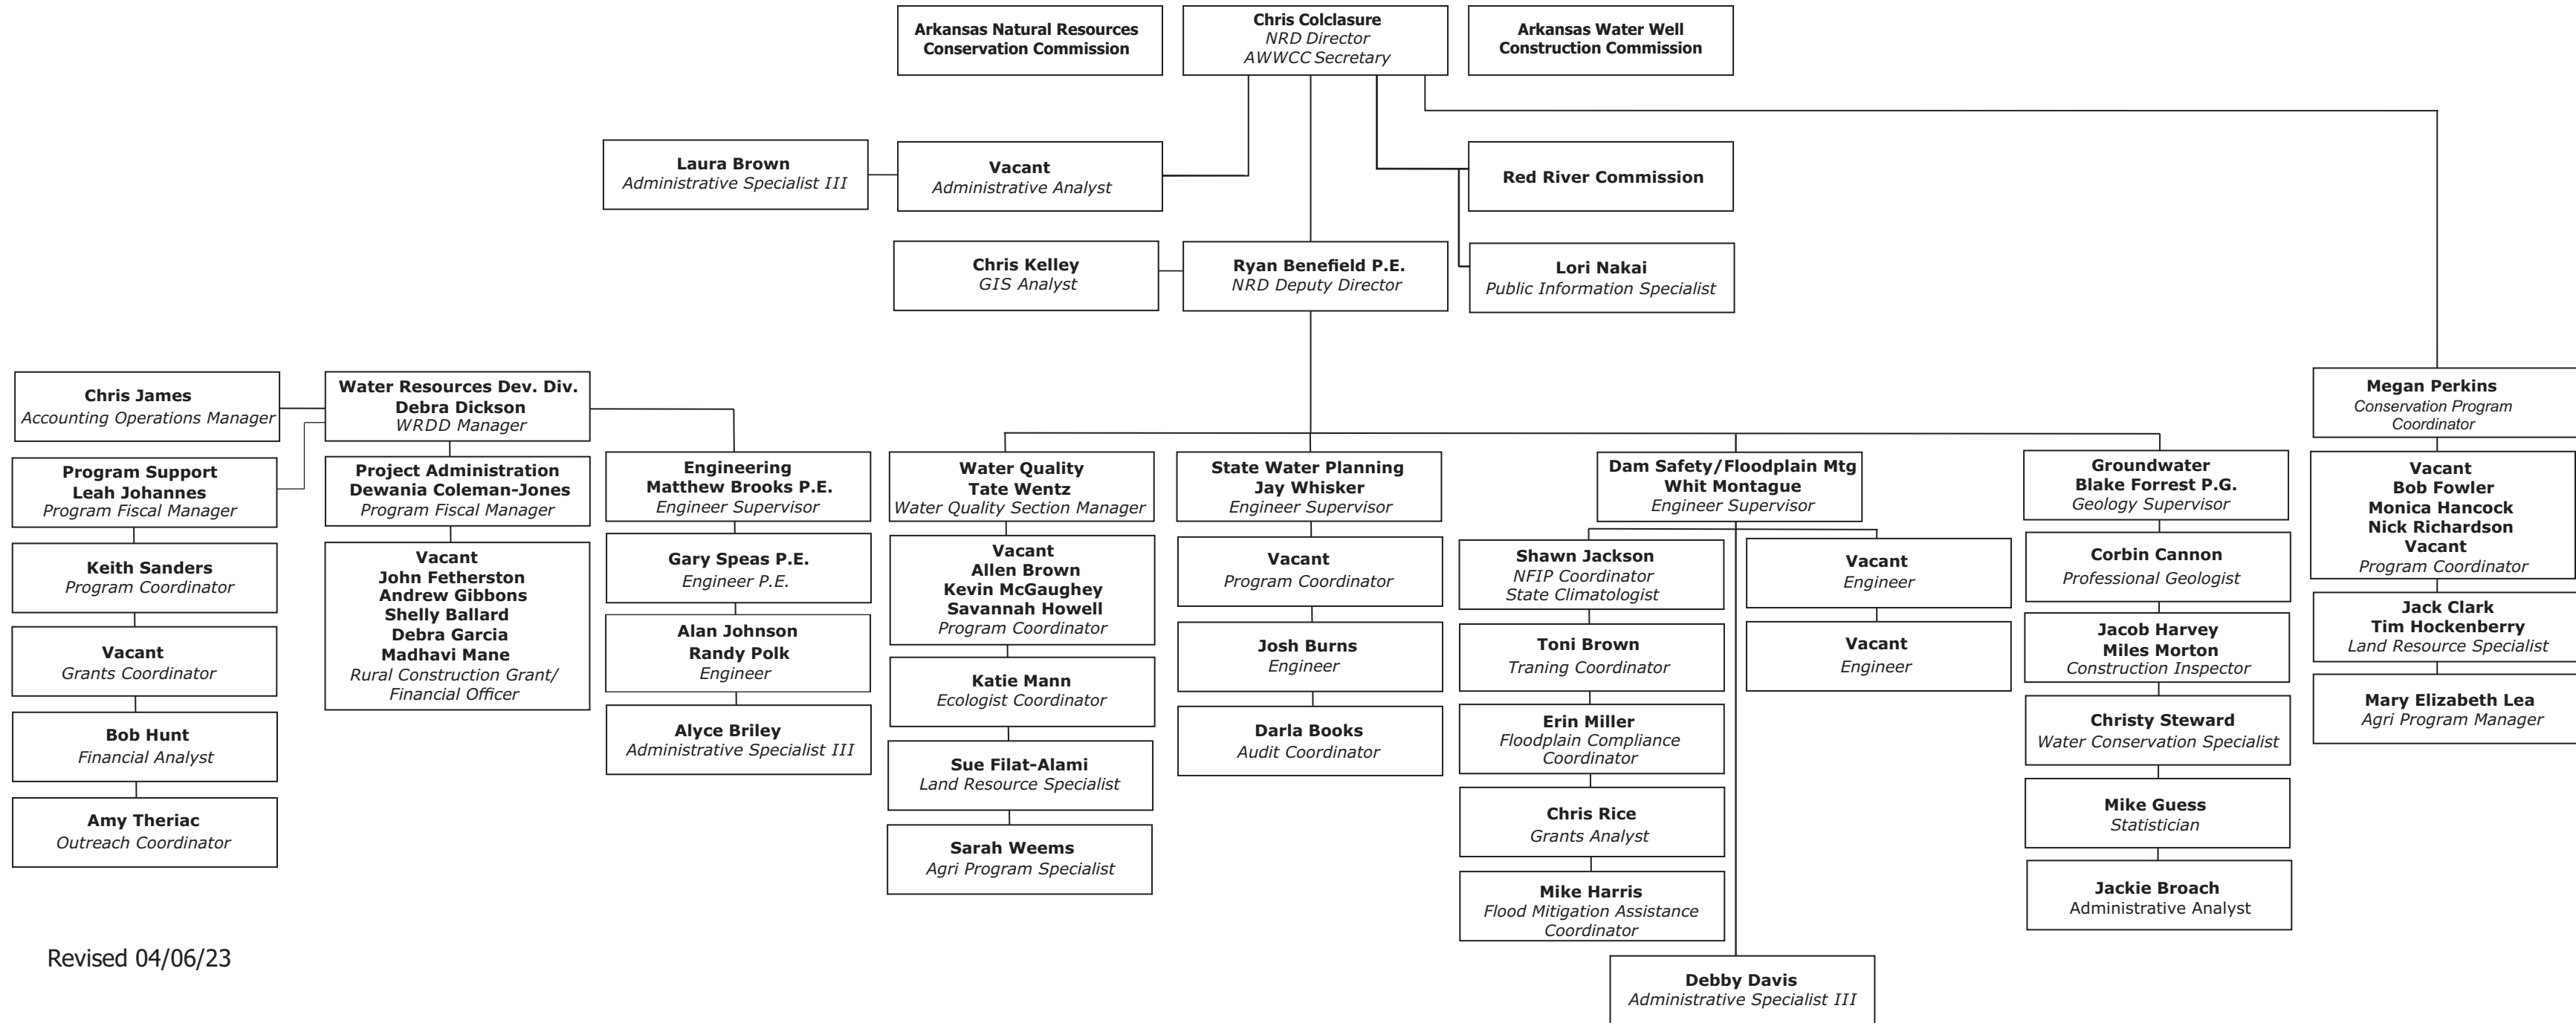 Arkansas Natural Resources
Conservation Commission
Chris Colclasure
NRD Director
AWWCC Secretary
Arkansas Water Well
Construction Commission
Laura Brown
Administrative Specialist III
Vacant
Administrative Analyst
Red River Commission
Chris Kelley
GIS Analyst
Ryan Benefield P.E.
NRD Deputy Director
Lori Nakai
Public Information Specialist
Chris James
Accounting Operations Manager
Water Resources Dev. Div.
Debra Dickson
WRDD Manager
Megan Perkins
Conservation Program
Coordinator
Program Support
Leah Johannes
Program Fiscal Manager
Keith Sanders
Program Coordinator
Vacant
Grants Coordinator
Bob Hunt
Financial Analyst
Amy Theriac
Outreach Coordinator
Project Administration
Dewania Coleman-Jones
Program Fiscal Manager
Vacant
John Fetherston
Andrew Gibbons
Shelly Ballard
Debra Garcia
Madhavi Mane
Rural Construction Grant/
Financial Officer
Engineering
Matthew Brooks P.E.
Engineer Supervisor
Gary Speas P.E.
Engineer P.E.
Alan Johnson
Randy Polk
Engineer
Alyce Briley
Administrative Specialist III
Water Quality
Tate Wentz
Water Quality Section Manager
Vacant
Allen Brown
Kevin McGaughey
Savannah Howell
Program Coordinator
Katie Mann
Ecologist Coordinator
Sue Filat-Alami
Land Resource Specialist
Sarah Weems
Agri Program Specialist
State Water Planning
Jay Whisker
Engineer Supervisor
Vacant
Program Coordinator
Josh Burns
Engineer
Darla Books
Audit Coordinator
Dam Safety/Floodplain Mtg
Whit Montague
Engineer Supervisor
Shawn Jackson
NFIP Coordinator
State Climatologist
Toni Brown
Traning Coordinator
Erin Miller
Floodplain Compliance
Coordinator
Chris Rice
Grants Analyst
Mike Harris
Flood Mitigation Assistance
Coordinator
Vacant
Engineer
Vacant
Engineer
Debby Davis
Administrative Specialist III
Groundwater
Blake Forrest P.G.
Geology Supervisor
Corbin Cannon
Professional Geologist
Jacob Harvey
Miles Morton
Construction Inspector
Christy Steward
Water Conservation Specialist
Mike Guess
Statistician
Jackie Broach
Administrative Analyst
Vacant
Bob Fowler
Monica Hancock
Nick Richardson
Vacant
Program Coordinator
Jack Clark
Tim Hockenberry
Land Resource Specialist
Mary Elizabeth Lea
Agri Program Manager
Revised 04/06/23